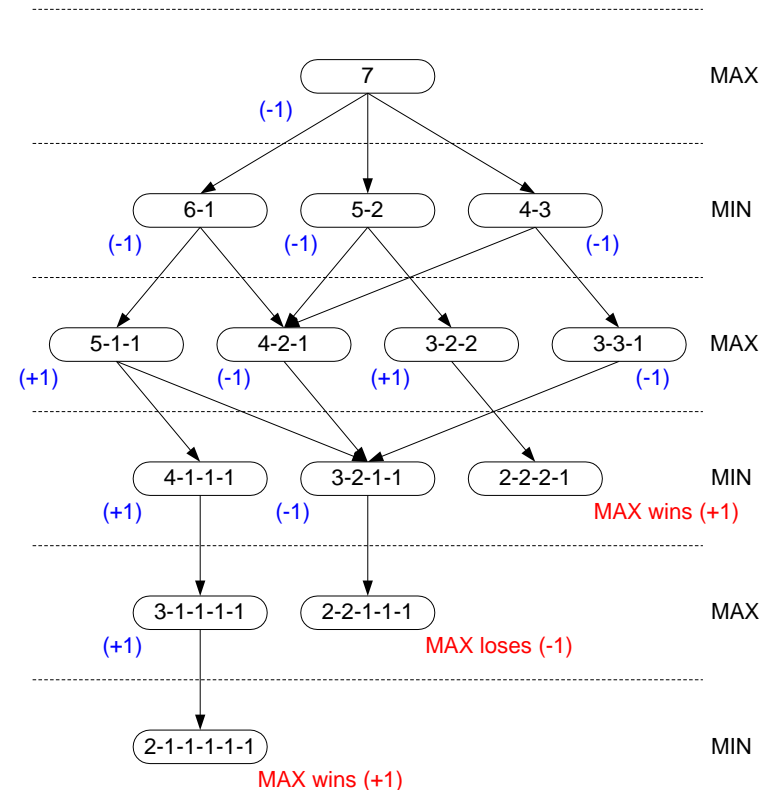 7 MAX
(-1)
6-1 5-2 4-3 MIN
(-1) (-1) (-1)
5-1-1 4-2-1 3-2-2 3-3-1 MAX
(+1) (-1) (+1) (-1)
4-1-1-1 3-2-1-1 2-2-2-1 MIN
(+1) (-1) MAX wins (+1)
3-1-1-1-1 2-2-1-1-1 MAX
(+1) MAX loses (-1)
2-1-1-1-1-1 MIN
MAX wins (+1)